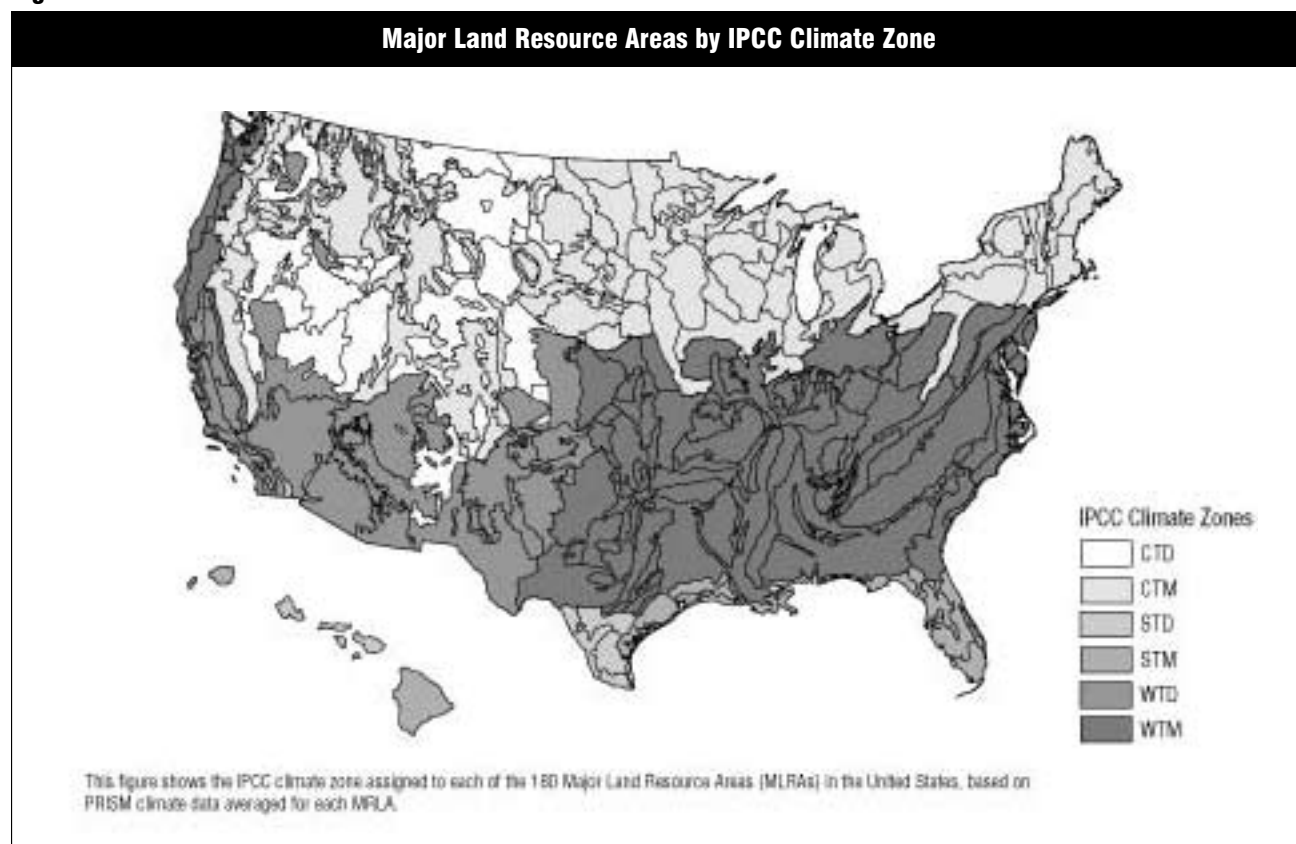 Major Land Resource Areas by IPCC Climate Zone
IPCC Climate Zones
CTD
CTM
STD
STM
WTD
WTM
This figure shows the IPCC climate zone assigned to each of the 180 Major Land Resource Areas (MLRAs) in the United States, based on
PRISM climate data averaged for each MRLA.